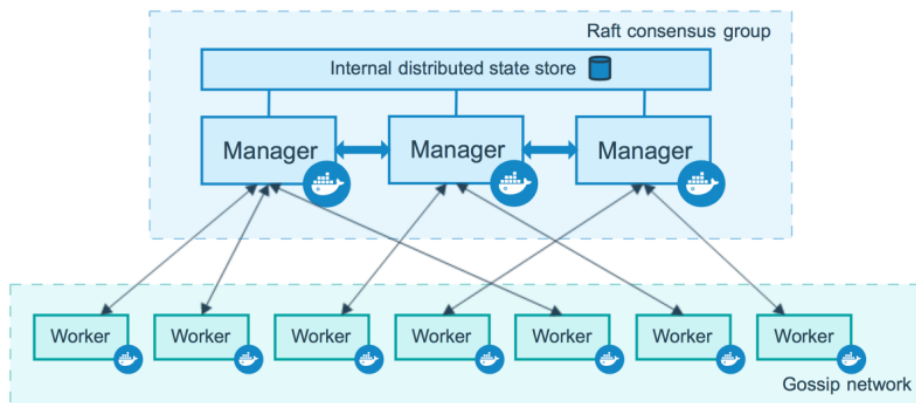 Raft consensus group
Internal distributed state store
Manager
Manager
Manager
Worker
Worker
Worker
Worker
Worker
Worker
Worker
Gossip network